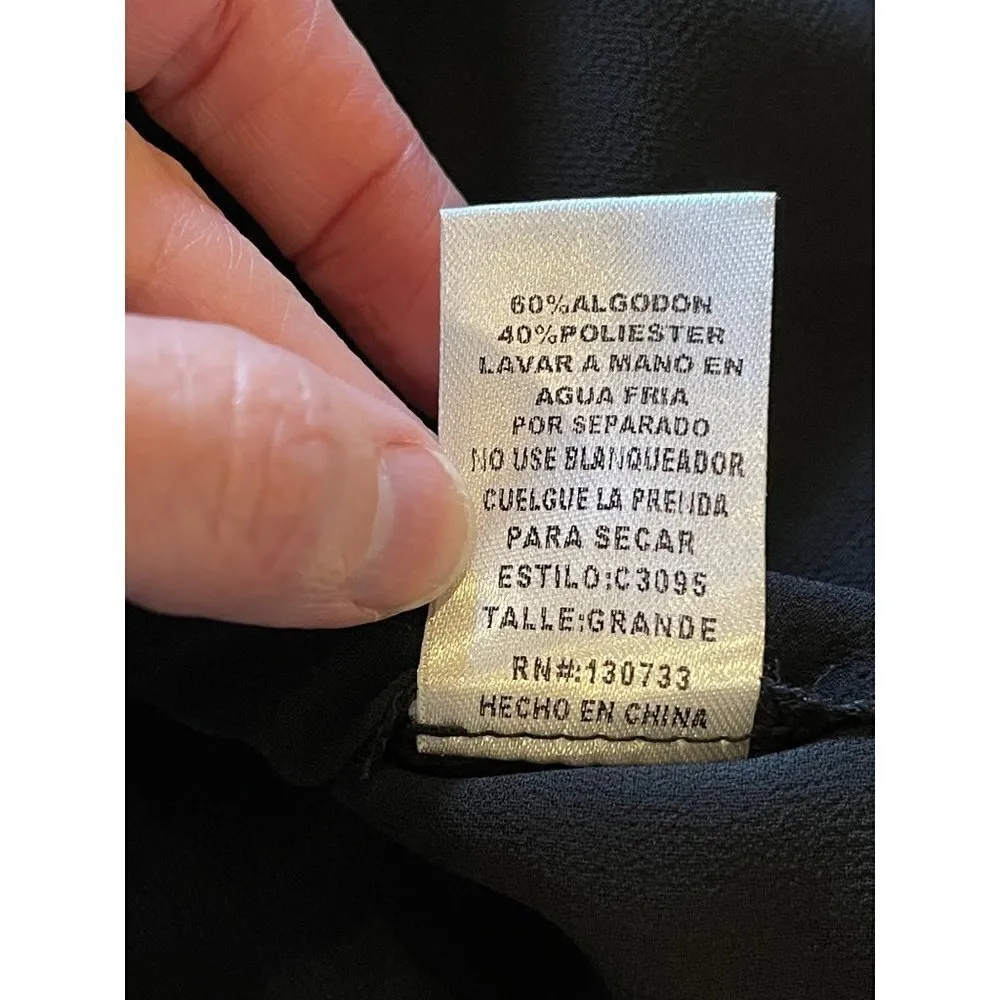 60%ALGODON
40%POLIESTER
LAVAR A MANO EN
AGUA FRIA
POR SEPARADO
NO USE BLANQUEADOR
CUELGUE LA PRENDA
PARA SECAR
ESTILO:C3095
TALLE:GRANDE
RN#:130733
HECHO EN CHINA